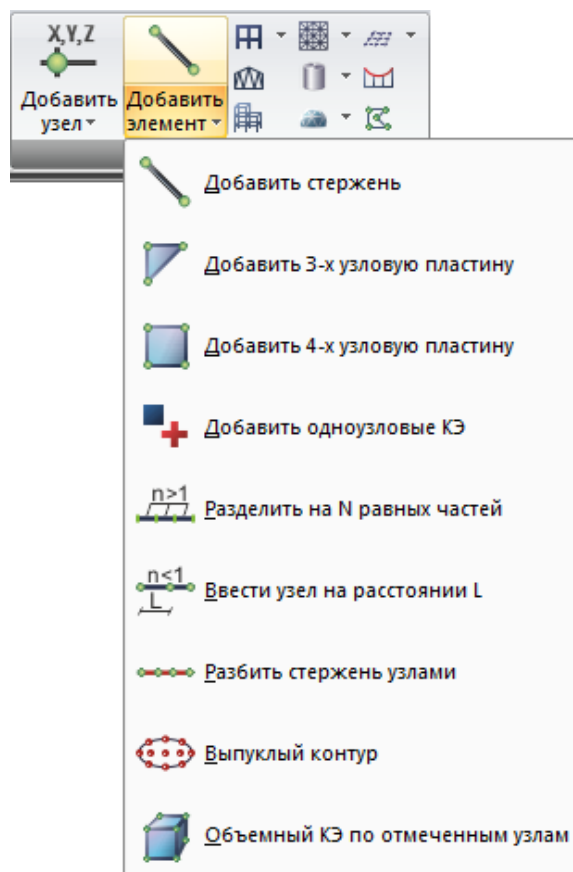 X,Y,Z
Добавить
узел
Добавить
элемент
Добавить стержень
Добавить 3-х узловую пластину
Добавить 4-х узловую пластину
Добавить одноузловые КЭ
n>1
Разделить на N равных частей
n<1
L
Ввести узел на расстоянии L
Разбить стержень узлами
Выпуклый контур
Объемный КЭ по отмеченным узлам